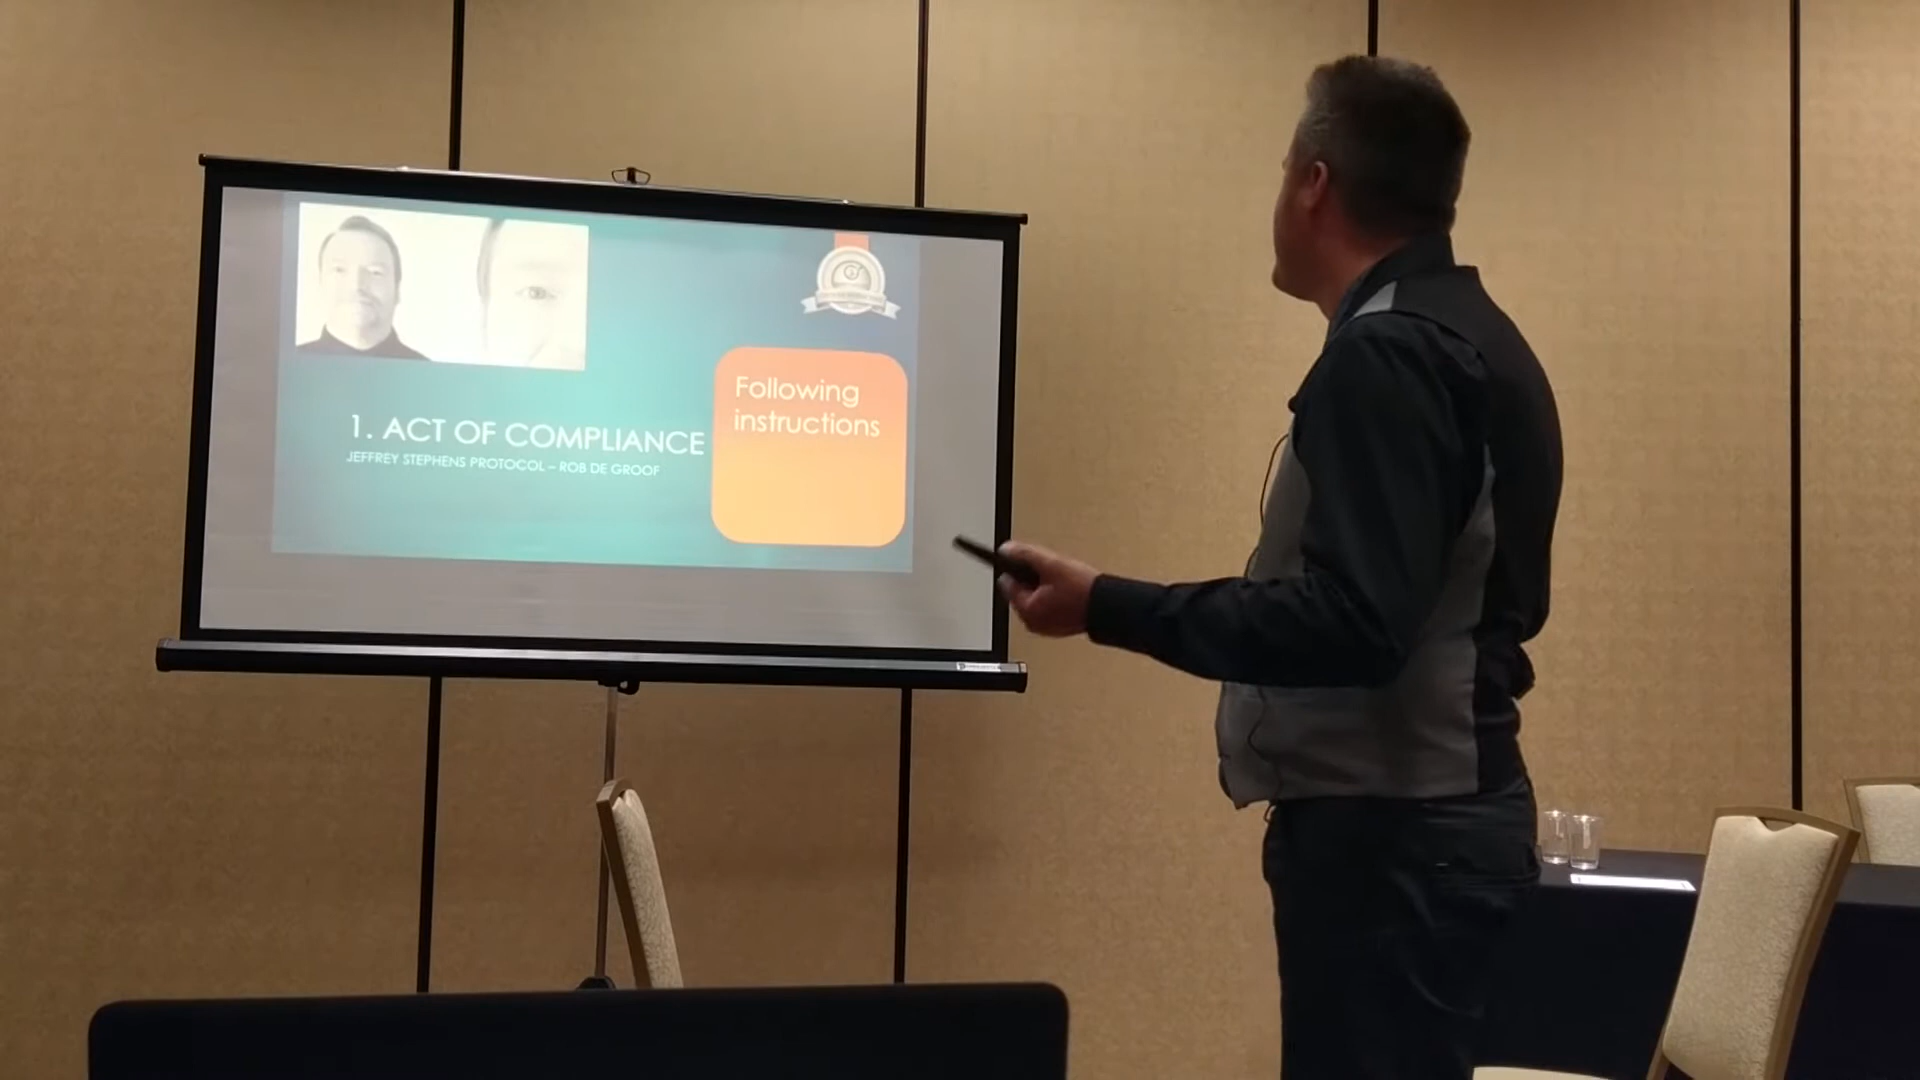 1. ACT OF COMPLIANCE
JEFFREY STEPHENS PROTOCOL – ROB DE GROOF
Following
instructions